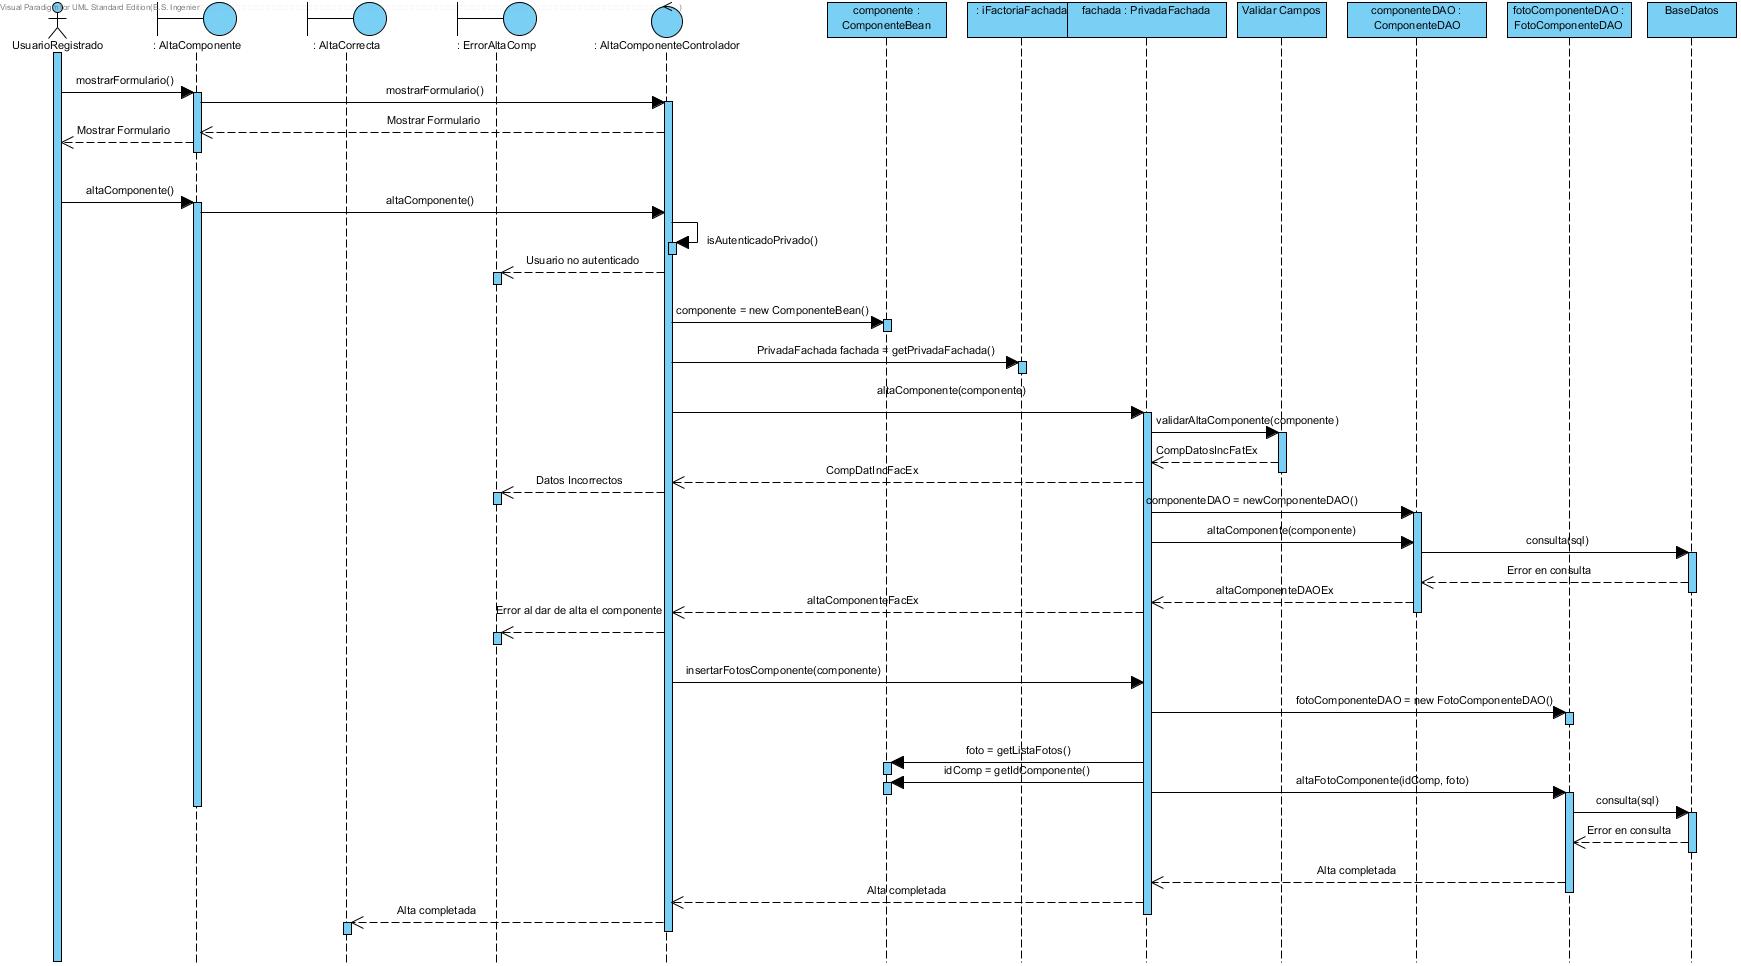 Visual Paradigm for UML Standard Edition(E.S. Ingenier
)
componente :
ComponenteBean
: iFactoriaFachada
fachada : PrivadaFachada
Validar Campos
componenteDAO :
ComponenteDAO
fotoComponenteDAO :
FotoComponenteDAO
BaseDatos
UsuarioRegistrado
: AltaComponente
: AltaCorrecta
: ErrorAltaComp
: AltaComponenteControlador
mostrarFormulario()
mostrarFormulario()
Mostrar Formulario
Mostrar Formulario
altaComponente()
altaComponente()
isAutenticadoPrivado()
Usuario no autenticado
componente = new ComponenteBean()
PrivadaFachada fachada = getPrivadaFachada()
altaComponente(componente)
validarAltaComponente(componente)
CompDatosIncFatEx
CompDatIncFacEx
Datos Incorrectos
componenteDAO = newComponenteDAO()
altaComponente(componente)
consulta(sql)
Error en consulta
altaComponenteDAOEx
altaComponenteFacEx
Error al dar de alta el componente
insertarFotosComponente(componente)
fotoComponenteDAO = new FotoComponenteDAO()
foto = getListaFotos()
idComp = getIdComponente()
altaFotoComponente(idComp, foto)
consulta(sql)
Error en consulta
Alta completada
Alta completada
Alta completada